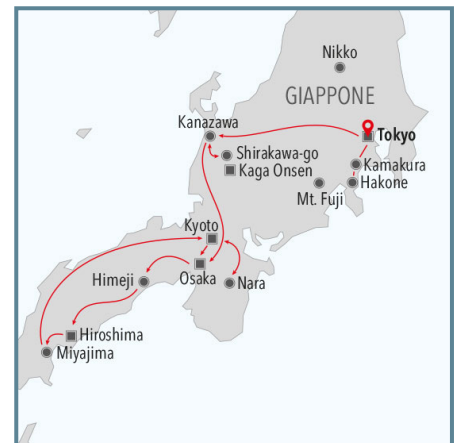 Nikko
GIAPPONE
Kanazawa
Tokyo
Shirakawa-go
Kamakura
Kaga Onsen
Hakone
Mt. Fuji
Kyoto
Himeji
Osaka
Nara
Hiroshima
Miyajima